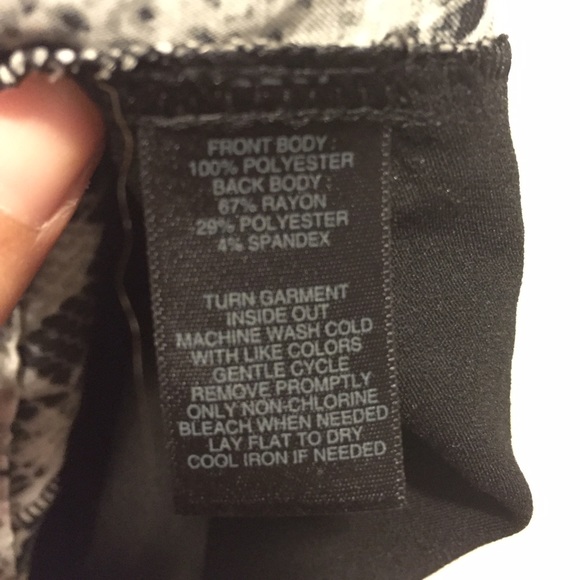 FRONT BODY :
100% POLYESTER
BACK BODY :
67% RAYON
29% POLYESTER
4% SPANDEX
TURN GARMENT
INSIDE OUT
MACHINE WASH COLD
WITH LIKE COLORS
GENTLE CYCLE
REMOVE PROMPTLY
ONLY NON-CHLORINE
BLEACH WHEN NEEDED
LAY FLAT TO DRY
COOL IRON IF NEEDED